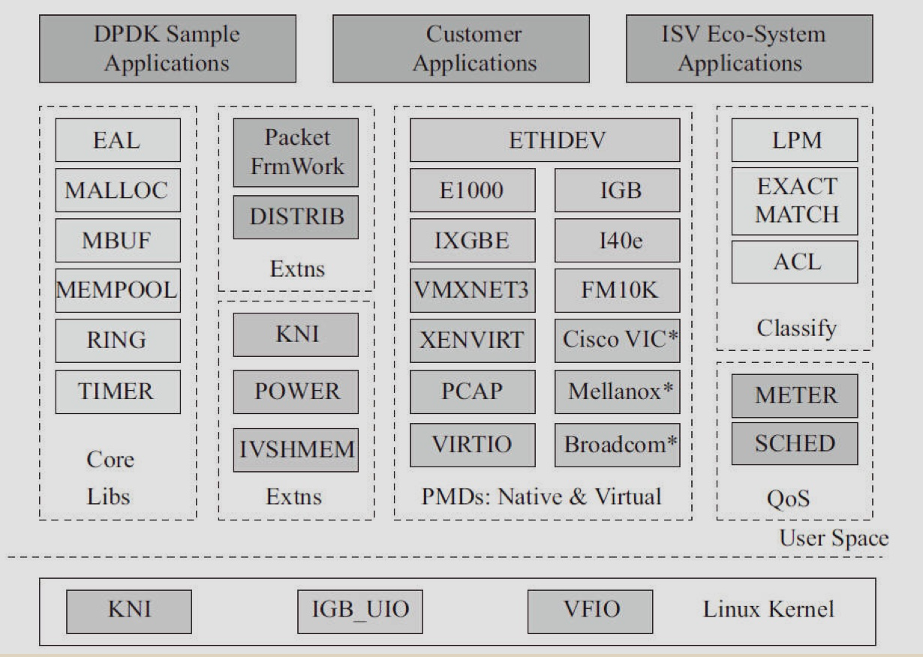 DPDK Sample
Applications
Customer
Applications
ISV Eco-System
Applications
EAL
MALLOC
MBUF
MEMPOOL
RING
TIMER
Core
Libs
Packet
FrmWork
DISTRIB
Extns
KNI
POWER
IVSHMEM
Extns
ETHDEV
E1000
IGB
IXGBE
I40e
VMXNET3
FM10K
XENVIRT
Cisco VIC*
PCAP
Mellanox*
VIRTIO
Broadcom*
PMDs: Native & Virtual
LPM
EXACT
MATCH
ACL
Classify
METER
SCHED
QoS
User Space
KNI
IGB_UIO
VFIO
Linux Kernel